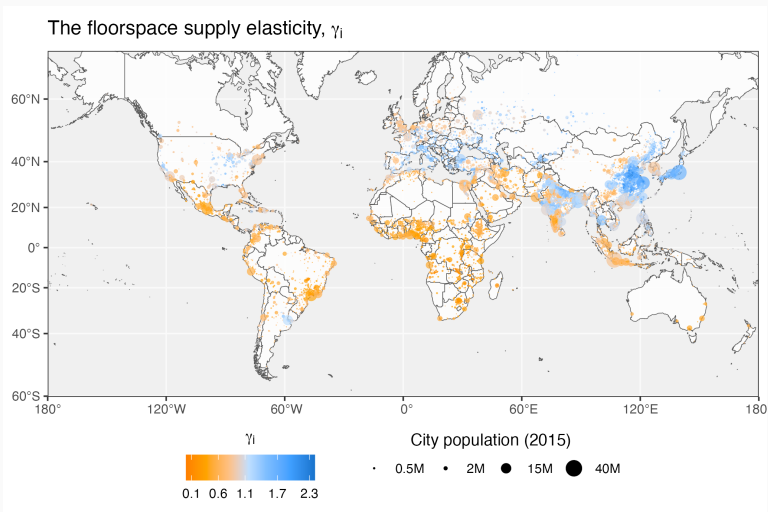 The floorspace supply elasticity, γi
60°N
40°N
20°N
0°
20°S
40°S
60°S
180° 120°W 60°W 0° 60°E 120°E 180
γi City population (2015)
0.5M 2M 15M 40M
0.1 0.6 1.1 1.7 2.3